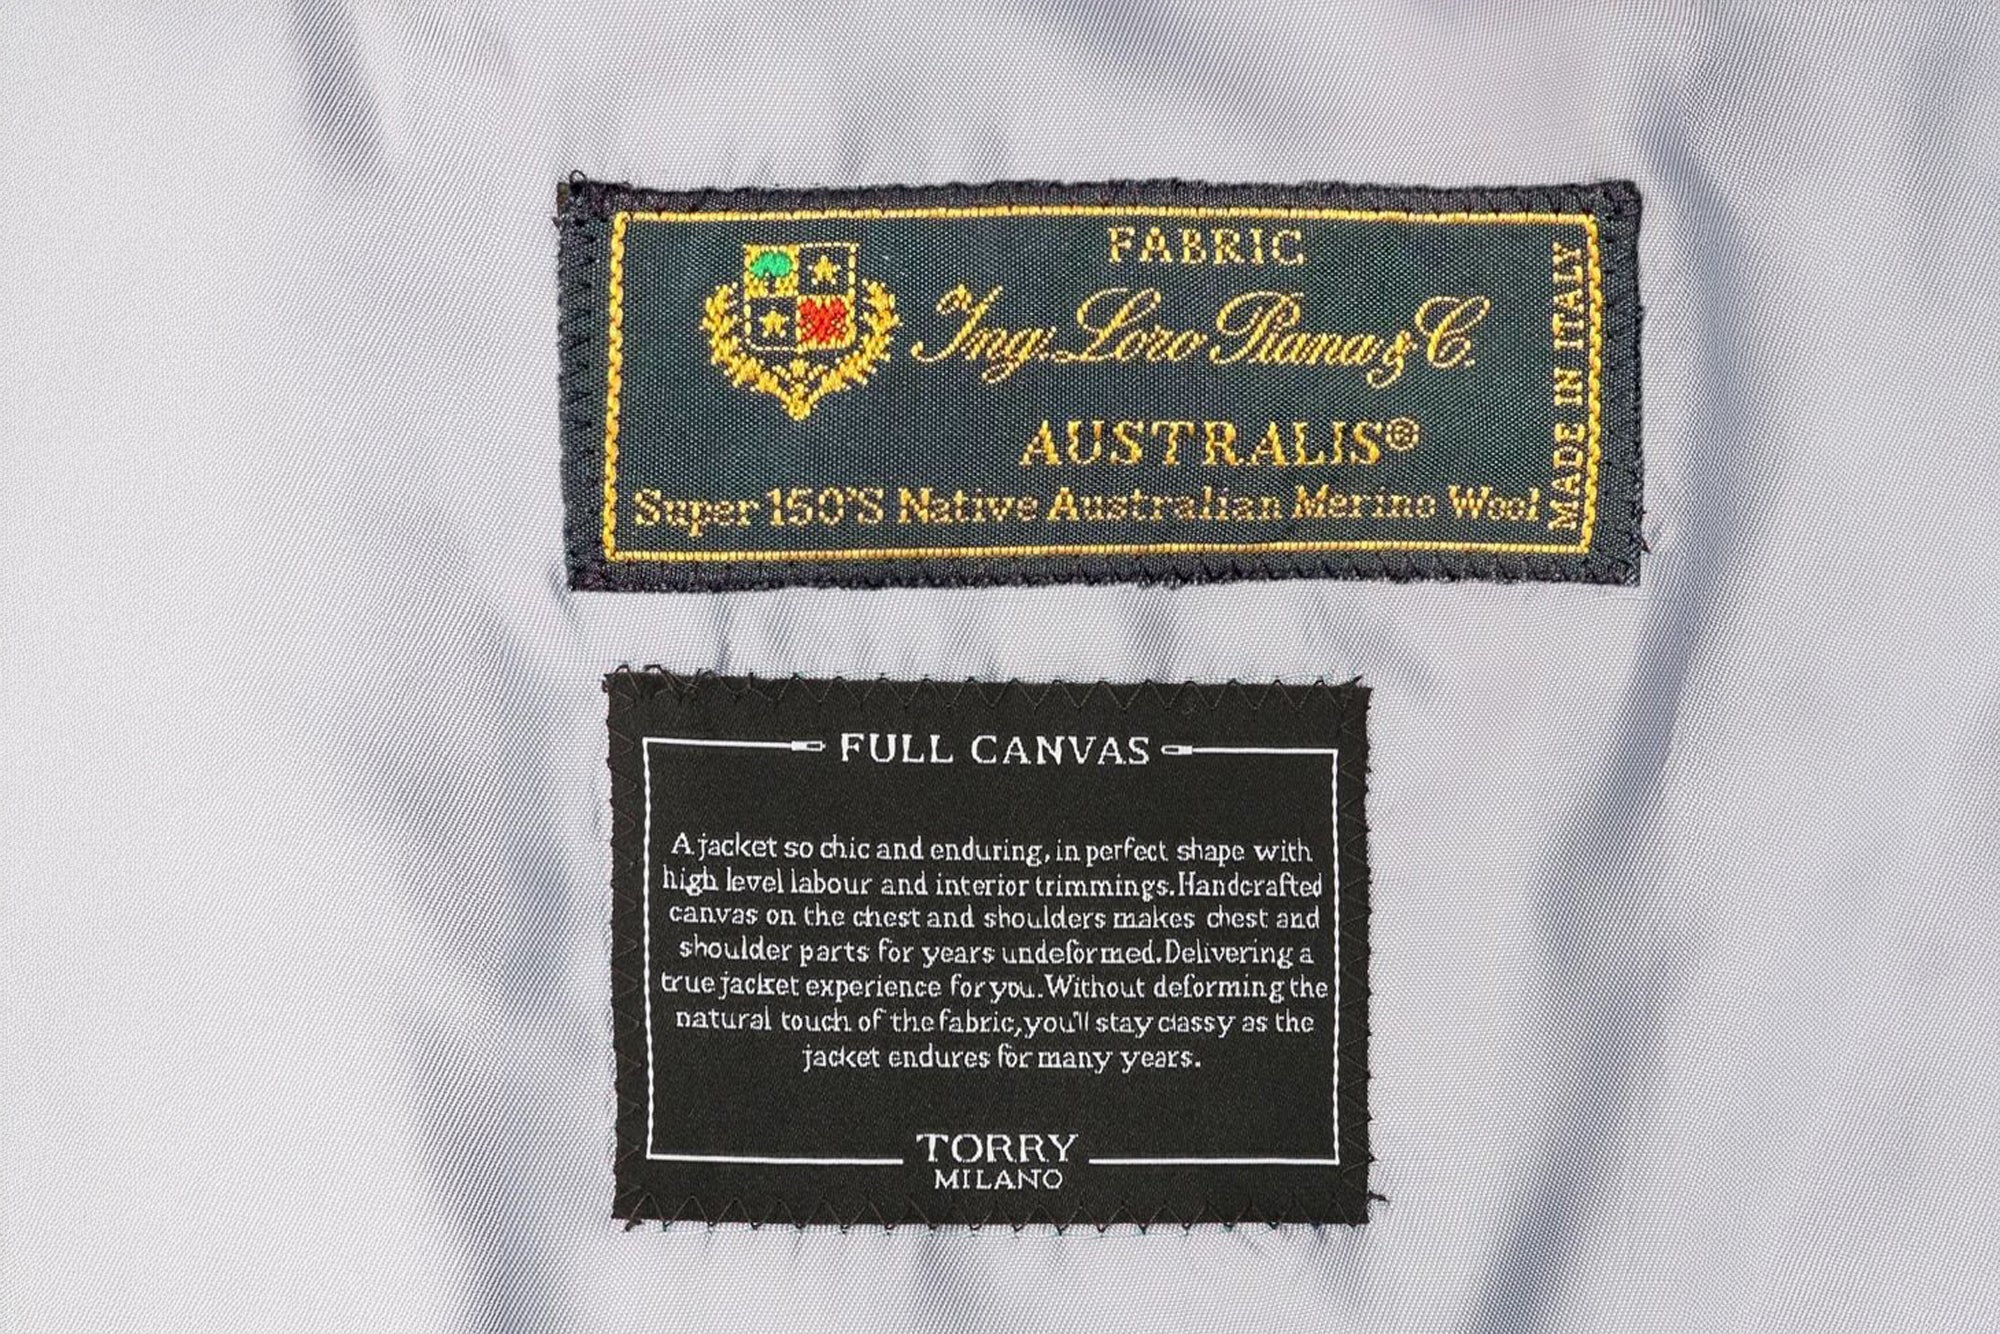 FABRIC
Ing. Loro Piana & C.
AUSTRALIS®
Super 150'S Native Australian Merino Wool
MADE IN ITALY
FULL CANVAS
A jacket so chic and enduring, in perfect shape with
high level labour and interior trimmings. Handcrafted
canvas on the chest and shoulders makes chest and
shoulder parts for years undeformed. Delivering a
true jacket experience for you. Without deforming the
natural touch of the fabric, you'll stay classy as the
jacket endures for many years.
TORRY
MILANO